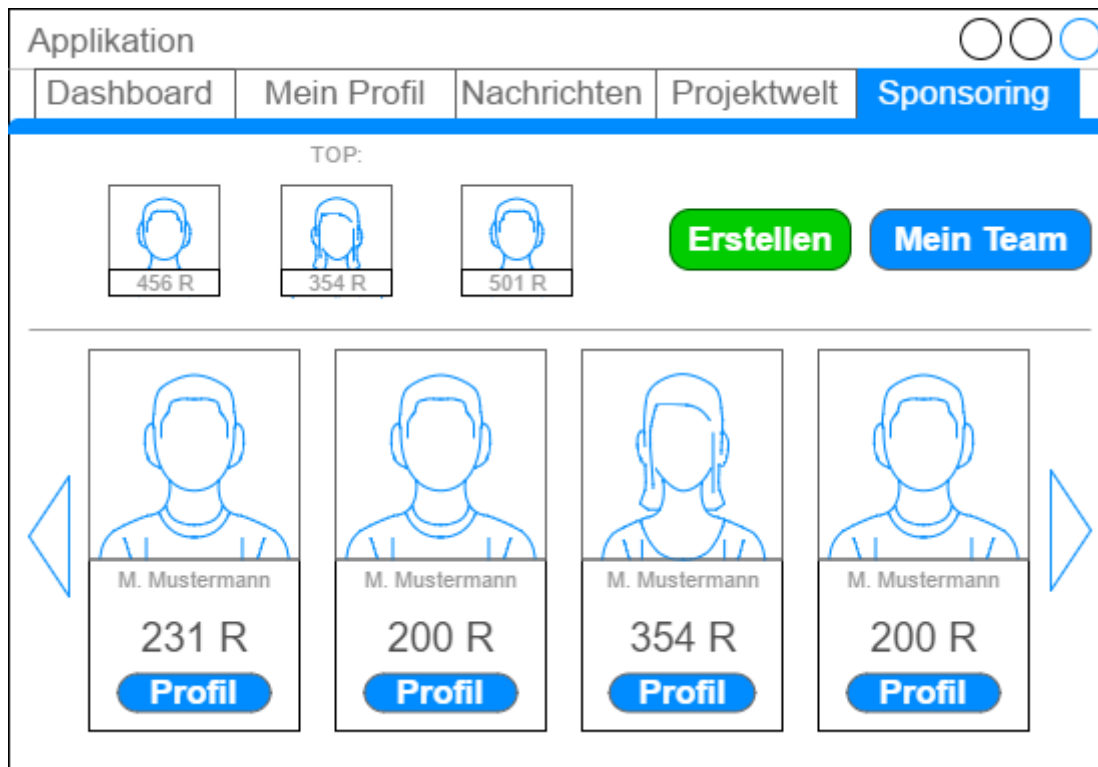 Applikation
Dashboard Mein Profil Nachrichten Projektwelt Sponsoring
TOP:
456 R 354 R 501 R
Erstellen Mein Team
M. Mustermann M. Mustermann M. Mustermann M. Mustermann
231 R 200 R 354 R 200 R
Profil Profil Profil Profil